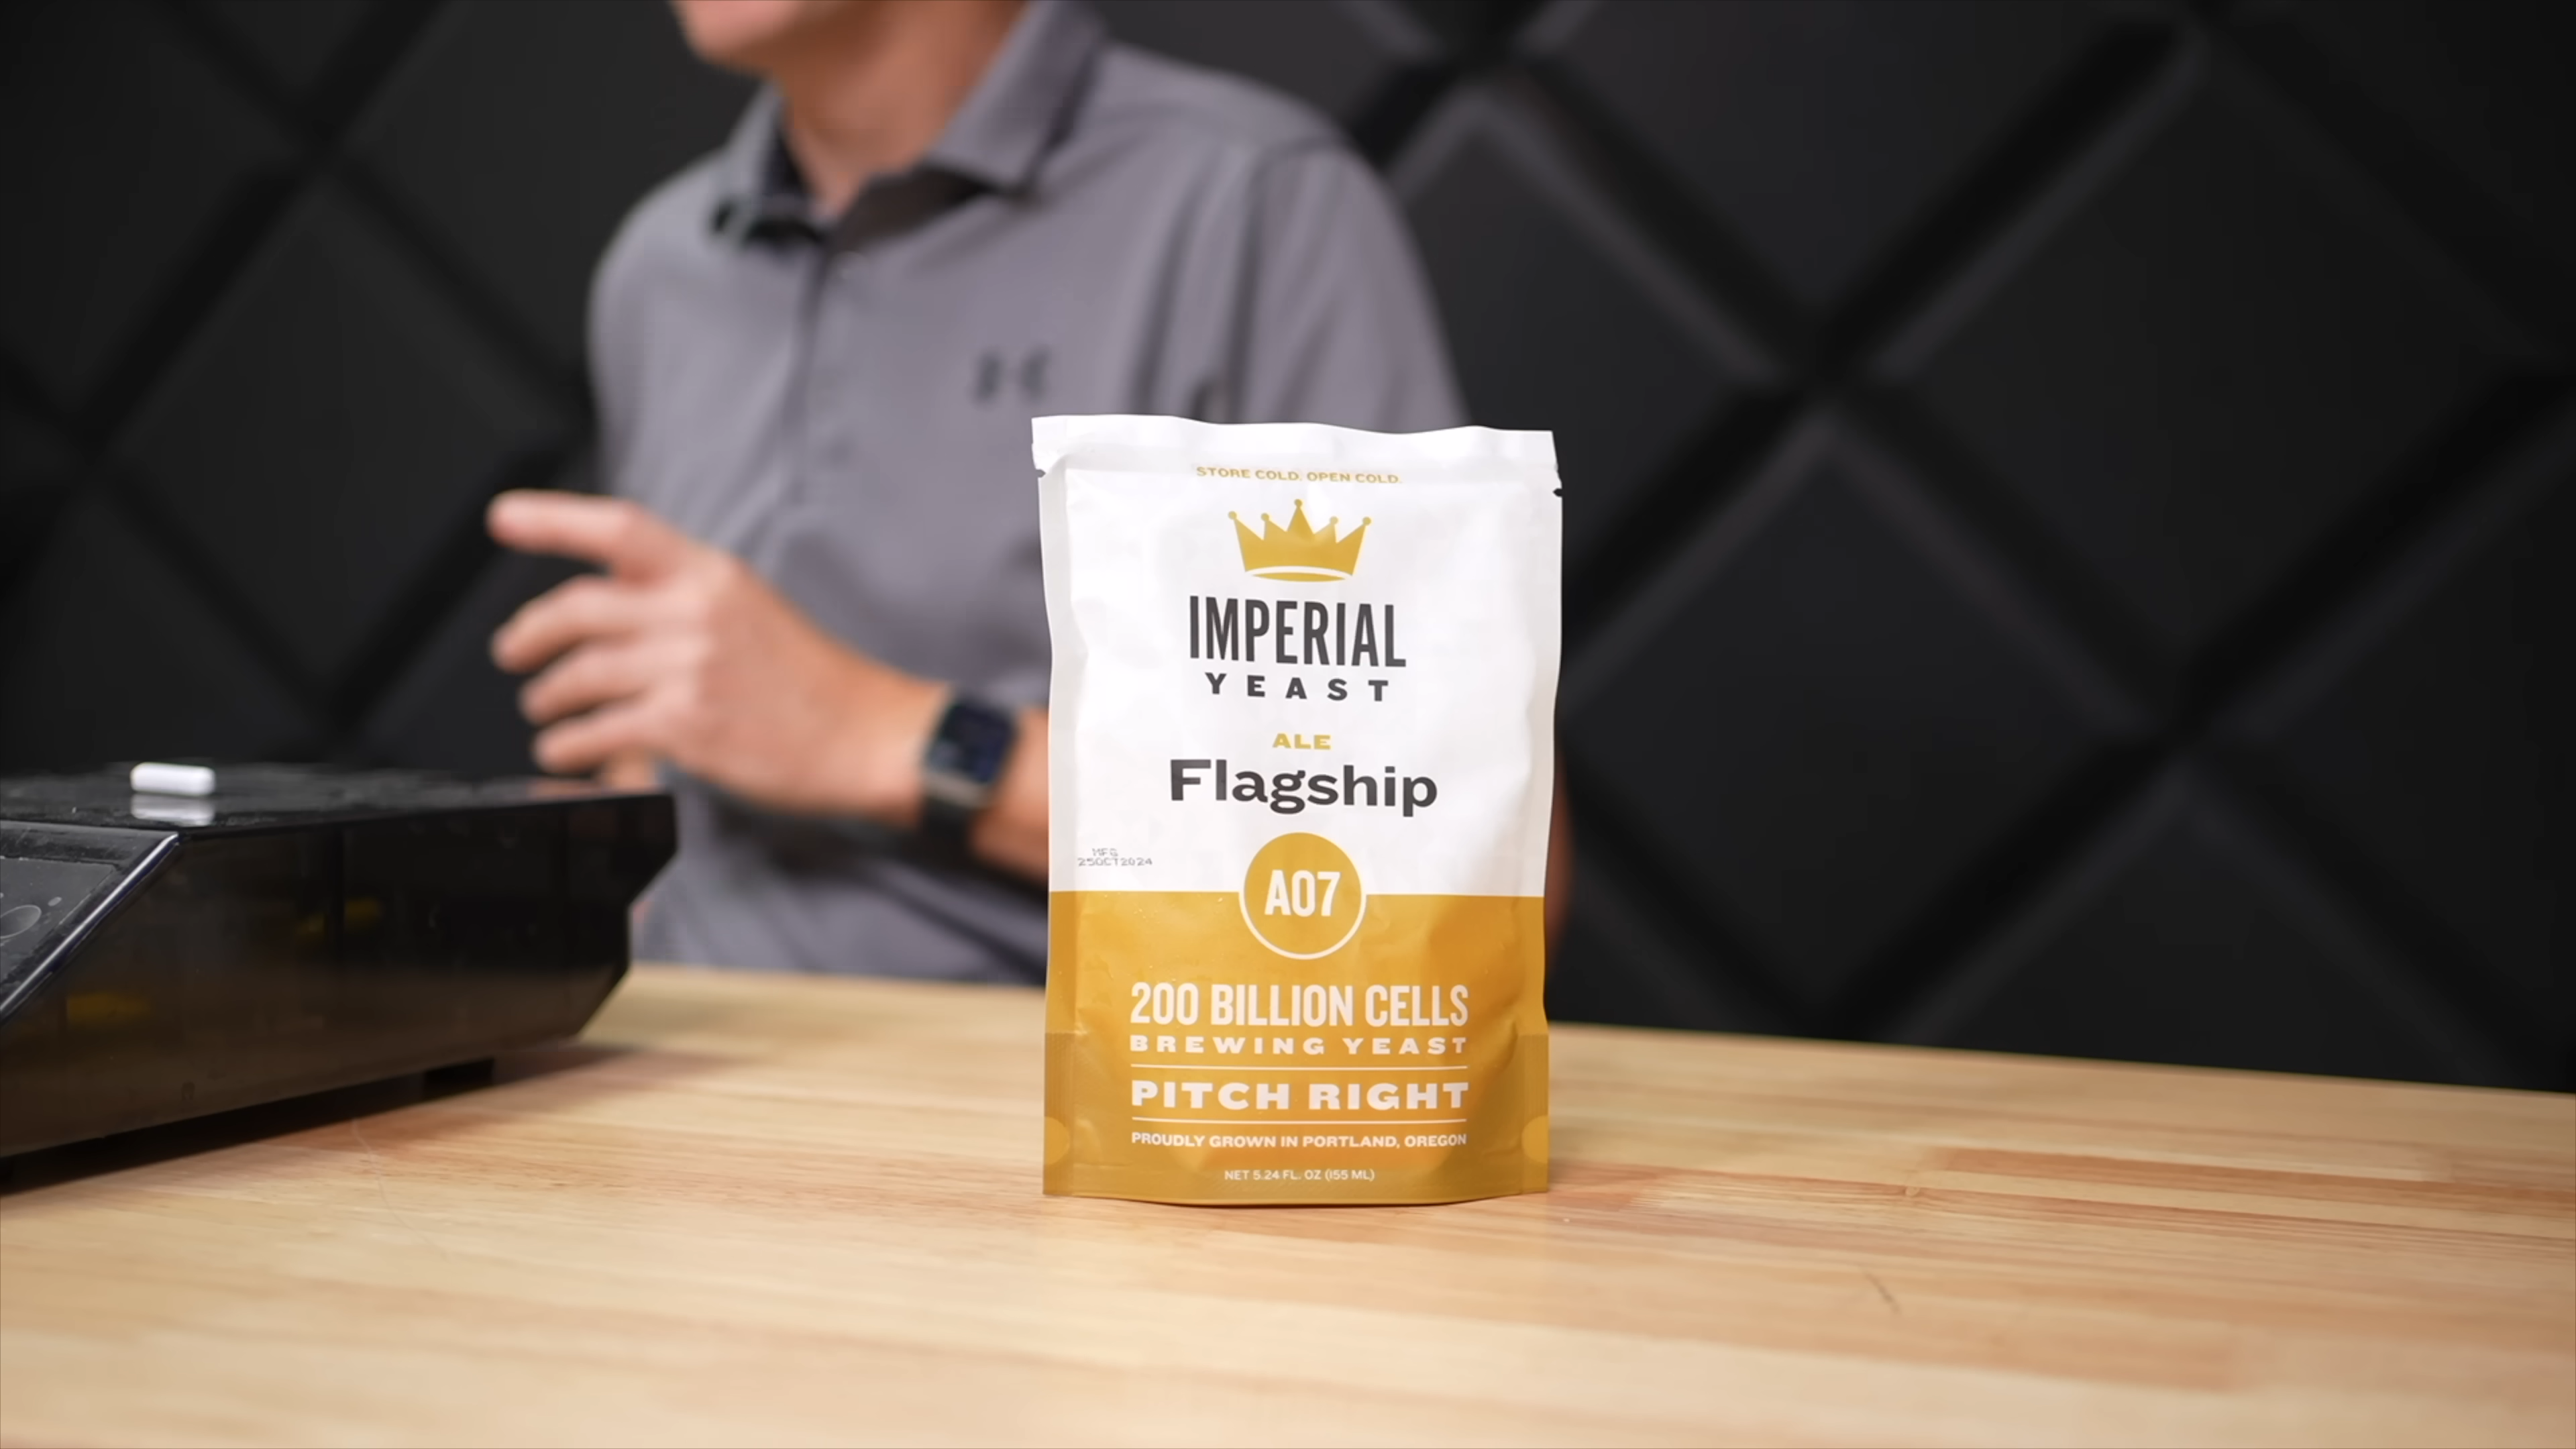 STORE COLD. OPEN COLD.
IMPERIAL
YEAST
ALE
Flagship
MFG
25OCT2024
A07
200 BILLION CELLS
BREWING YEAST
PITCH RIGHT
PROUDLY GROWN IN PORTLAND, OREGON
NET 5.24 FL. OZ (155 ML)